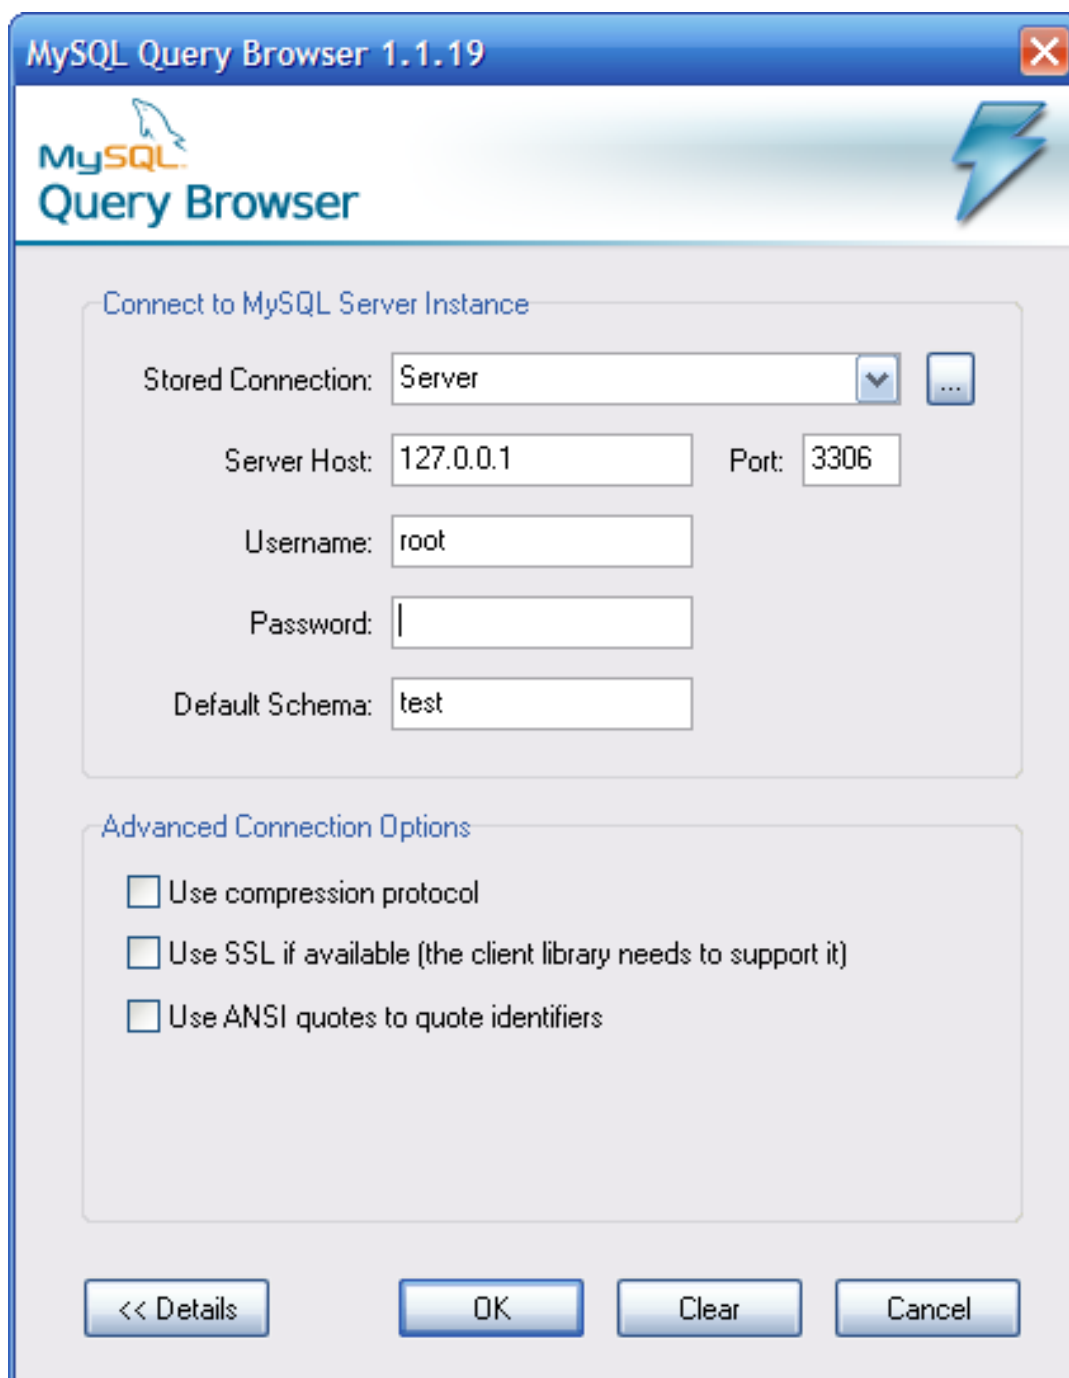 MySQL Query Browser 1.1.19
MySQL
Query Browser
Connect to MySQL Server Instance
Stored Connection: Server ...
Server Host: 127.0.0.1 Port: 3306
Username: root
Password:
Default Schema: test
Advanced Connection Options
Use compression protocol
Use SSL if available (the client library needs to support it)
Use ANSI quotes to quote identifiers
<< Details OK Clear Cancel